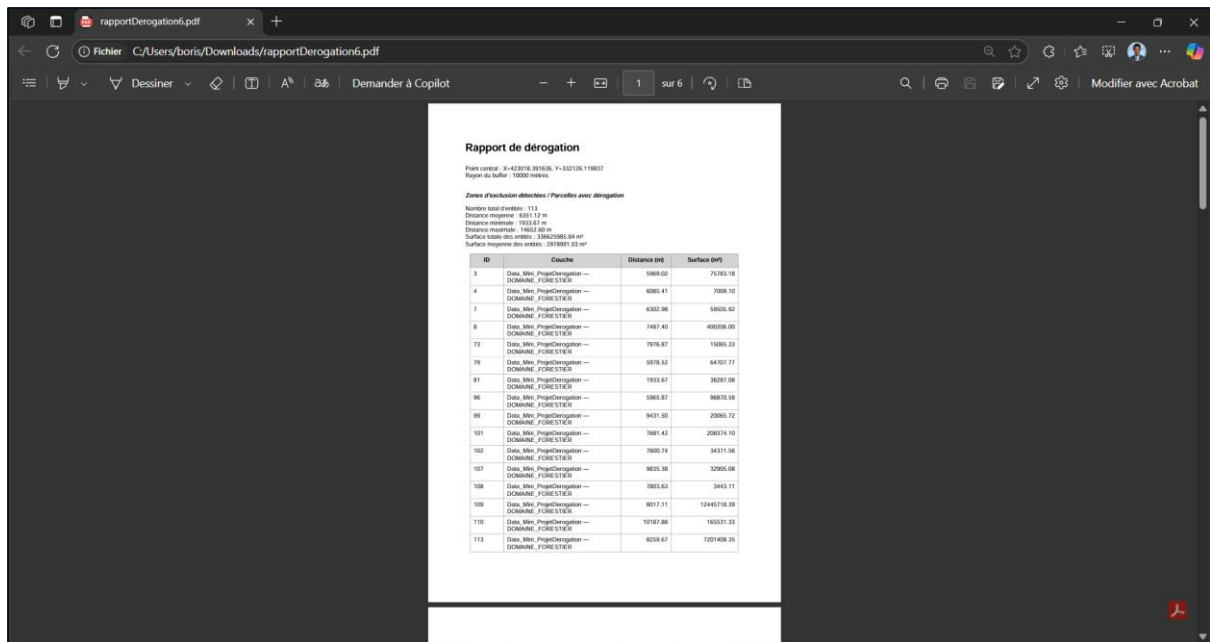 rapportDerogation6.pdf
Fichier C:/Users/boris/Downloads/rapportDerogation6.pdf
Dessiner Demander à Copilot 1 sur 6 Modifier avec Acrobat
Rapport de dérogation
Point central : X=423018.391636, Y=332126.119837
Rayon du buffer : 10000 mètres
Zones d'exclusion détectées / Parcelles avec dérogation
Nombre total d'entités : 113
Distance moyenne : 6351.12 m
Distance minimale : 1933.67 m
Distance maximale : 14652.60 m
Surface totale des entités : 336625985.84 m²
Surface moyenne des entités : 2978991.03 m²
ID Couche Distance (m) Surface (m²)
3 Data_Mini_ProjetDerogation — 5969.02 75783.18
DOMAINE_FORESTIER
4 Data_Mini_ProjetDerogation — 6085.41 7009.10
DOMAINE_FORESTIER
7 Data_Mini_ProjetDerogation — 6302.98 59505.92
DOMAINE_FORESTIER
8 Data_Mini_ProjetDerogation — 7487.40 400206.00
DOMAINE_FORESTIER
73 Data_Mini_ProjetDerogation — 7976.87 15065.33
DOMAINE_FORESTIER
79 Data_Mini_ProjetDerogation — 5978.52 64707.77
DOMAINE_FORESTIER
81 Data_Mini_ProjetDerogation — 1933.67 38287.08
DOMAINE_FORESTIER
96 Data_Mini_ProjetDerogation — 5965.87 96870.58
DOMAINE_FORESTIER
99 Data_Mini_ProjetDerogation — 9431.50 20065.72
DOMAINE_FORESTIER
101 Data_Mini_ProjetDerogation — 7681.42 208374.10
DOMAINE_FORESTIER
102 Data_Mini_ProjetDerogation — 7600.74 34371.56
DOMAINE_FORESTIER
107 Data_Mini_ProjetDerogation — 9835.38 32905.08
DOMAINE_FORESTIER
108 Data_Mini_ProjetDerogation — 7803.63 3443.11
DOMAINE_FORESTIER
109 Data_Mini_ProjetDerogation — 8017.11 12445718.39
DOMAINE_FORESTIER
110 Data_Mini_ProjetDerogation — 10187.88 165531.33
DOMAINE_FORESTIER
113 Data_Mini_ProjetDerogation — 8259.67 7201408.35
DOMAINE_FORESTIER